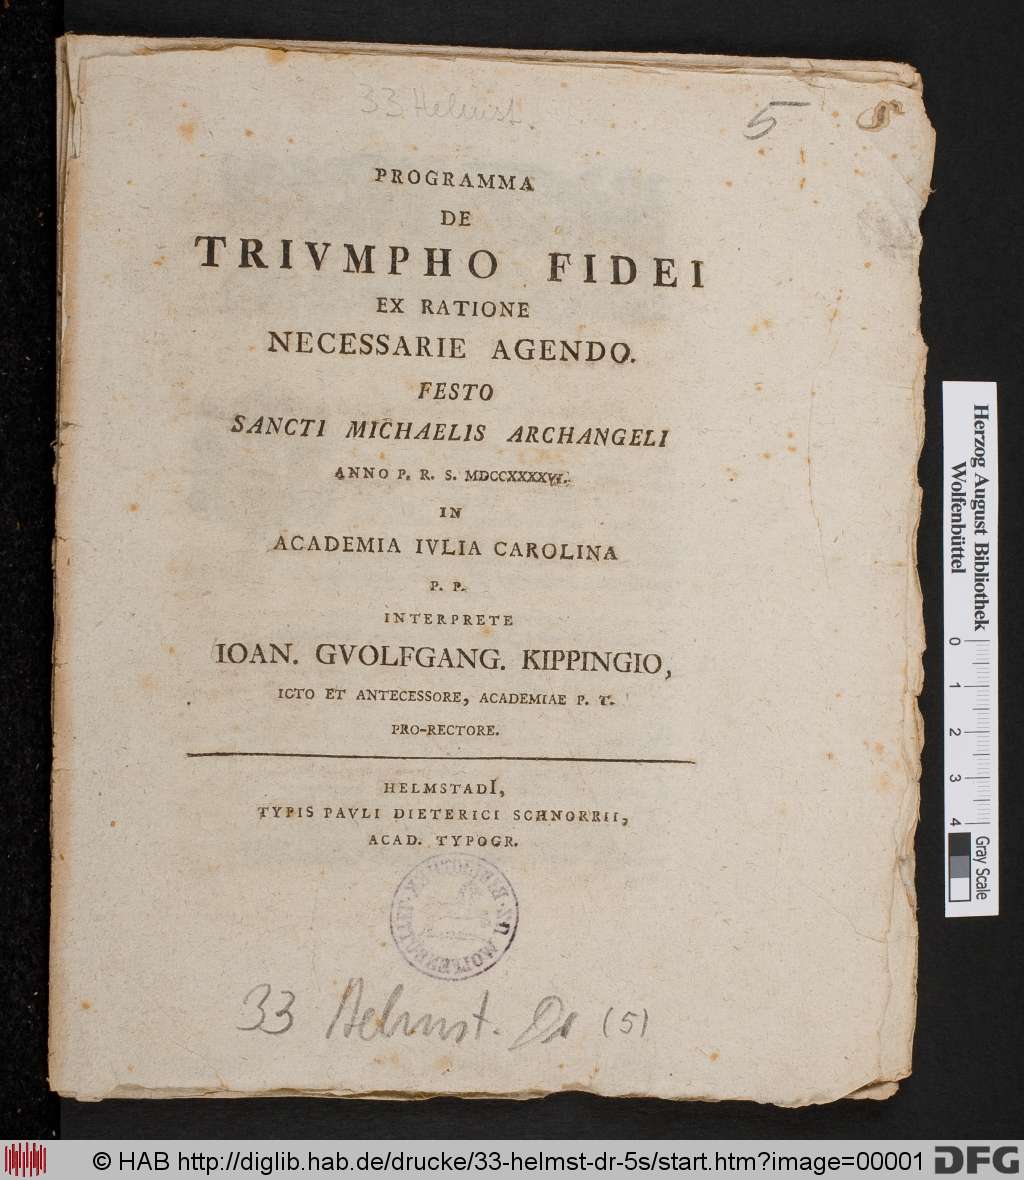 33 Helmst.
5
PROGRAMMA
DE
TRIVMPHO FIDEI
EX RATIONE
NECESSARIE AGENDO.
FESTO
SANCTI MICHAELIS ARCHANGELI
ANNO P. R. S. MDCCXXXXVI.
IN
ACADEMIA IVLIA CAROLINA
P. P.
INTERPRETE
IOAN. GVOLFGANG. KIPPINGIO,
ICTO ET ANTECESSORE, ACADEMIAE P. T.
PRO-RECTORE.
HELMSTADI,
TYPIS PAVLI DIETERICI SCHNORRII,
ACAD. TYPOGR.
33 Helmst. Dr (5)
Herzog August Bibliothek
Wolfenbüttel
0 1 2 3 4
Gray Scale
© HAB http://diglib.hab.de/drucke/33-helmst-dr-5s/start.htm?image=00001
DFG